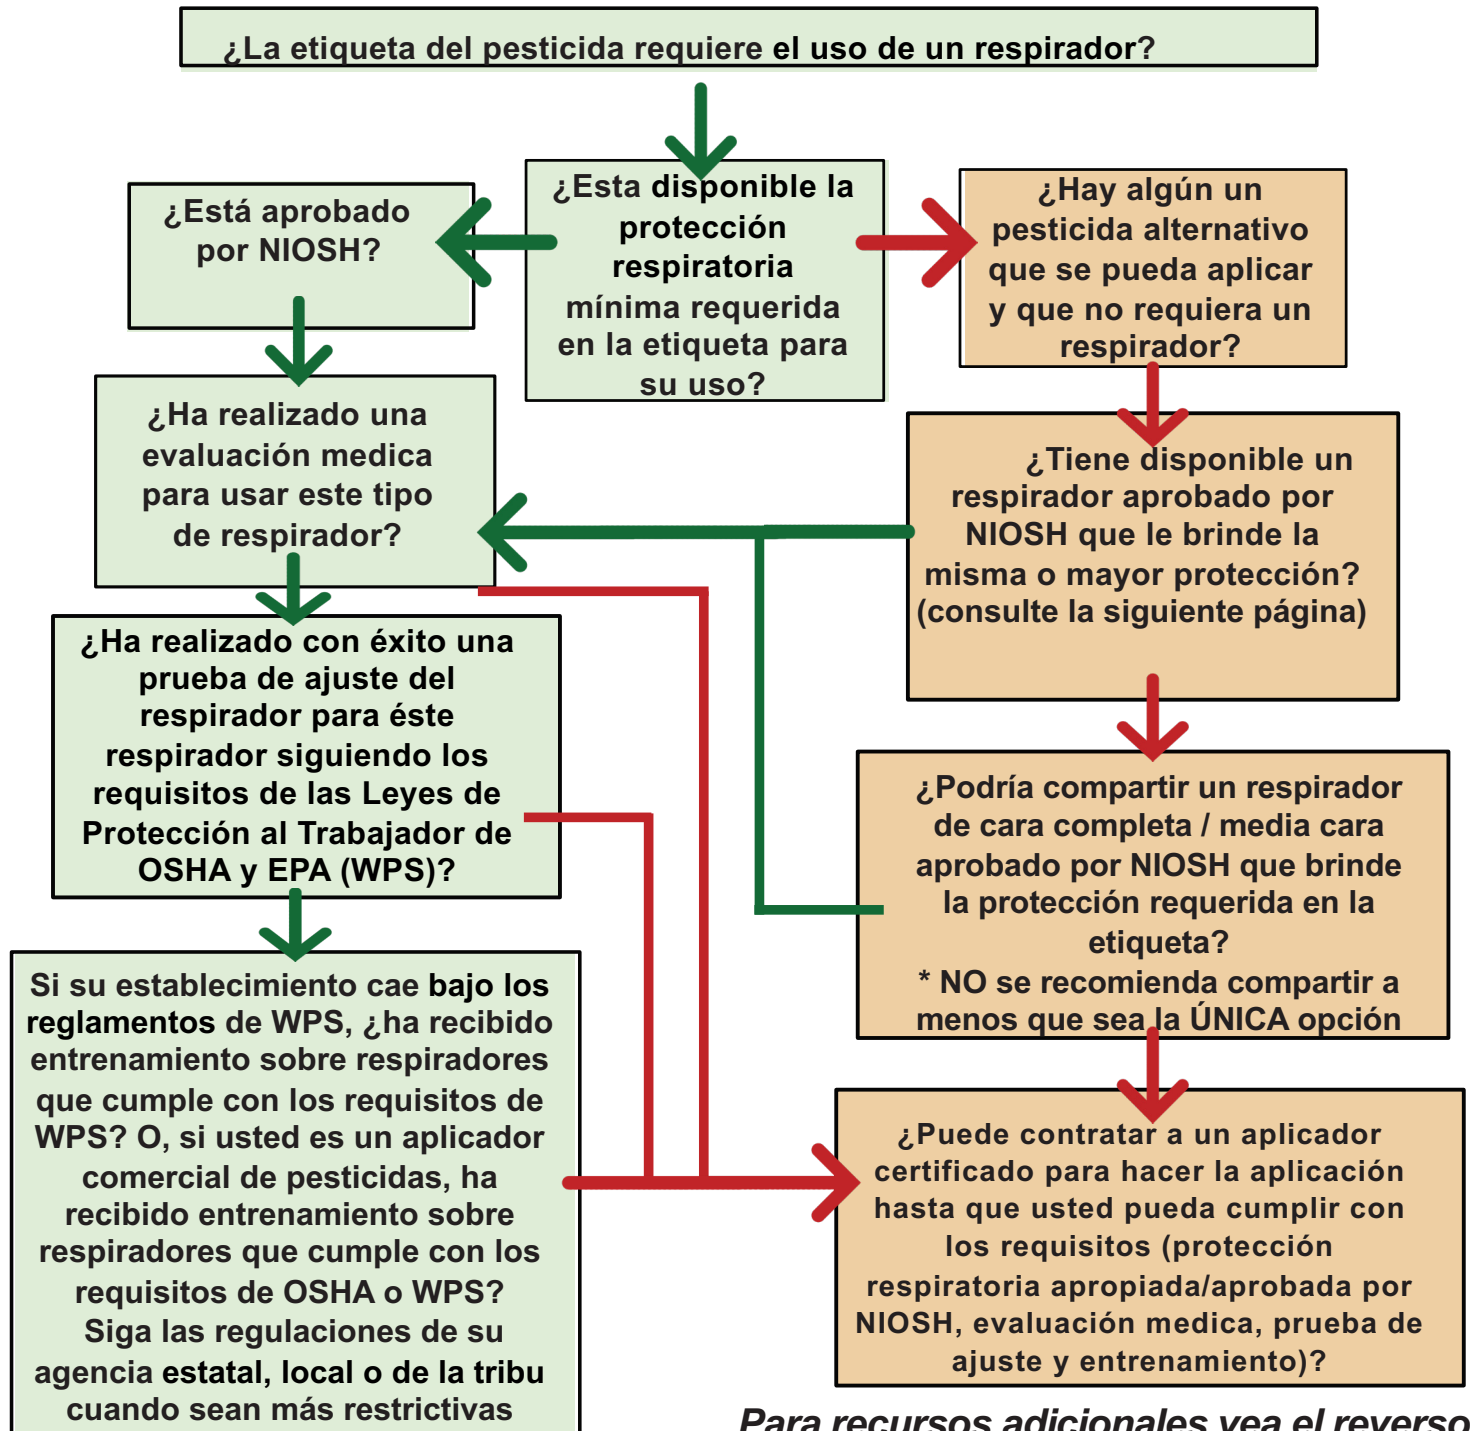 ¿La etiqueta del pesticida requiere el uso de un respirador?
¿Está aprobado
por NIOSH?
¿Esta disponible la
protección
respiratoria
mínima requerida
en la etiqueta para
su uso?
¿Hay algún un
pesticida alternativo
que se pueda aplicar
y que no requiera un
respirador?
¿Ha realizado una
evaluación medica
para usar este tipo
de respirador?
¿Tiene disponible un
respirador aprobado por
NIOSH que le brinde la
misma o mayor protección?
(consulte la siguiente página)
¿Ha realizado con éxito una
prueba de ajuste del
respirador para éste
respirador siguiendo los
requisitos de las Leyes de
Protección al Trabajador de
OSHA y EPA (WPS)?
¿Podría compartir un respirador
de cara completa / media cara
aprobado por NIOSH que brinde
la protección requerida en la
etiqueta?
* NO se recomienda compartir a
menos que sea la ÚNICA opción
Si su establecimiento cae bajo los
reglamentos de WPS, ¿ha recibido
entrenamiento sobre respiradores
que cumple con los requisitos de
WPS? O, si usted es un aplicador
comercial de pesticidas, ha
recibido entrenamiento sobre
respiradores que cumple con los
requisitos de OSHA o WPS?
Siga las regulaciones de su
agencia estatal, local o de la tribu
cuando sean más restrictivas
¿Puede contratar a un aplicador
certificado para hacer la aplicación
hasta que usted pueda cumplir con
los requisitos (protección
respiratoria apropiada/aprobada por
NIOSH, evaluación medica, prueba de
ajuste y entrenamiento)?
Para recursos adicionales vea el reverso